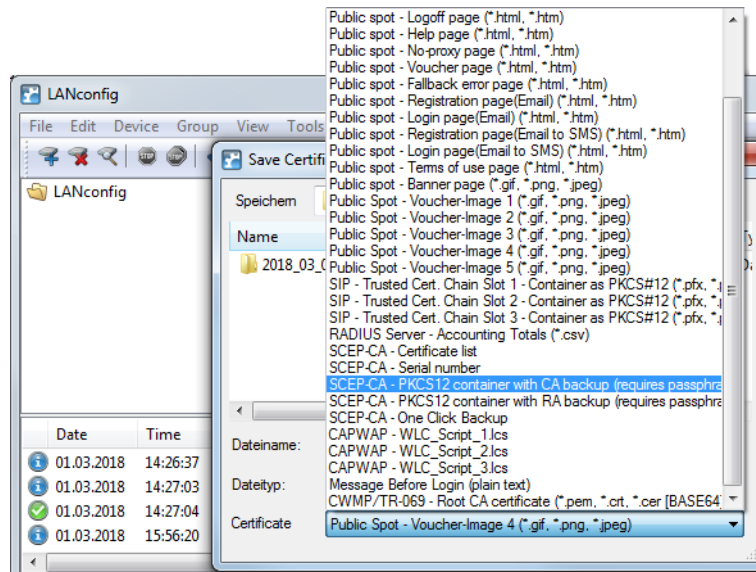 LANconfig
File Edit Device Group View Tools
LANconfig
Date Time
01.03.2018 14:26:37
01.03.2018 14:27:03
01.03.2018 14:27:04
01.03.2018 15:56:20
Save Certifi
Speichern
Name
2018_03_0
Dateiname:
Dateityp:
Certificate
Public spot - Logoff page (*.html, *.htm)
Public spot - Help page (*.html, *.htm)
Public spot - No-proxy page (*.html, *.htm)
Public spot - Voucher page (*.html, *.htm)
Public spot - Fallback error page (*.html, *.htm)
Public spot - Registration page(Email) (*.html, *.htm)
Public spot - Login page(Email) (*.html, *.htm)
Public spot - Registration page(Email to SMS) (*.html, *.htm)
Public spot - Login page(Email to SMS) (*.html, *.htm)
Public spot - Terms of use page (*.html, *.htm)
Public spot - Banner page (*.gif, *.png, *.jpeg)
Public Spot - Voucher-Image 1 (*.gif, *.png, *.jpeg)
Public Spot - Voucher-Image 2 (*.gif, *.png, *.jpeg)
Public Spot - Voucher-Image 3 (*.gif, *.png, *.jpeg)
Public Spot - Voucher-Image 4 (*.gif, *.png, *.jpeg)
Public Spot - Voucher-Image 5 (*.gif, *.png, *.jpeg)
SIP - Trusted Cert. Chain Slot 1 - Container as PKCS#12 (*.pfx, *.
SIP - Trusted Cert. Chain Slot 2 - Container as PKCS#12 (*.pfx, *.
SIP - Trusted Cert. Chain Slot 3 - Container as PKCS#12 (*.pfx, *.
RADIUS Server - Accounting Totals (*.csv)
SCEP-CA - Certificate list
SCEP-CA - Serial number
SCEP-CA - PKCS12 container with CA backup (requires passphra
SCEP-CA - PKCS12 container with RA backup (requires passphra
SCEP-CA - One Click Backup
CAPWAP - WLC_Script_1.lcs
CAPWAP - WLC_Script_2.lcs
CAPWAP - WLC_Script_3.lcs
Message Before Login (plain text)
CWMP/TR-069 - Root CA certificate (*.pem, *.crt, *.cer [BASE64]
Public Spot - Voucher-Image 4 (*.gif, *.png, *.jpeg)